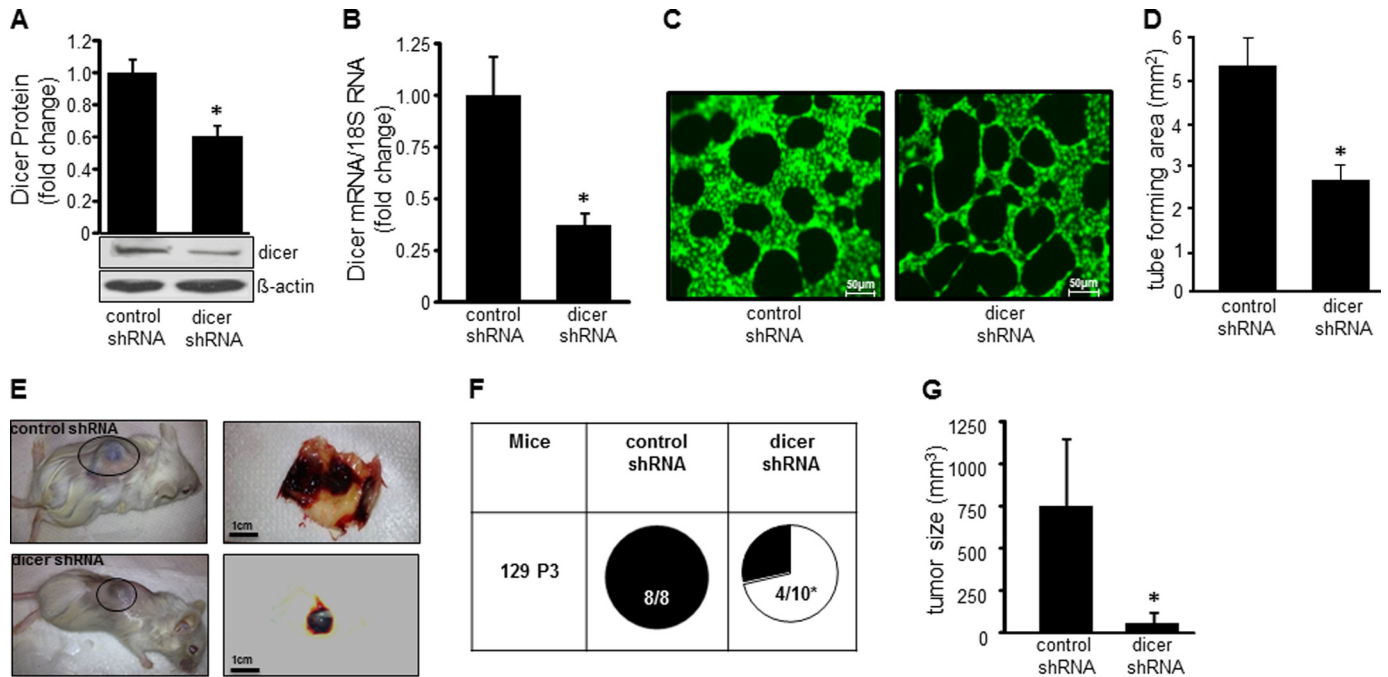 A
Dicer Protein
(fold change)
1.2
1.0
0.8
0.6
0.4
0.2
0
*
dicer
ß-actin
control
shRNA
dicer
shRNA
B
Dicer mRNA/18S RNA
(fold change)
1.25
1.00
0.75
0.50
0.25
0
*
control
shRNA
dicer
shRNA
C
50µm
50µm
control
shRNA
dicer
shRNA
D
tube forming area (mm²)
6
5
4
3
2
1
0
*
control
shRNA
dicer
shRNA
E
control shRNA
1cm
dicer shRNA
1cm
F
Mice
control
shRNA
dicer
shRNA
129 P3
8/8
4/10*
G
tumor size (mm³)
1250
1000
750
500
250
0
*
control
shRNA
dicer
shRNA